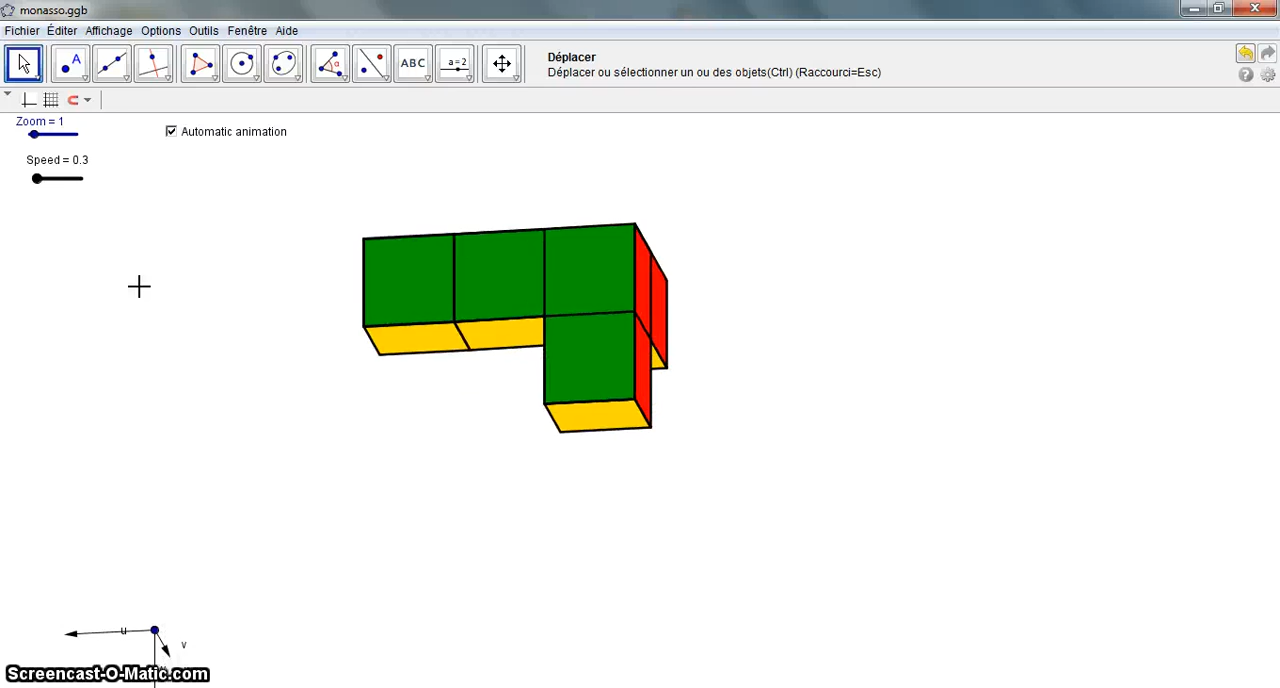 monasso.ggb
Fichier Éditer Affichage Options Outils Fenêtre Aide
A
α
ABC
a=2
Déplacer
Déplacer ou sélectionner un ou des objets(Ctrl) (Raccourci=Esc)
Zoom = 1
Automatic animation
Speed = 0.3
u
v
Screencast-O-Matic.com